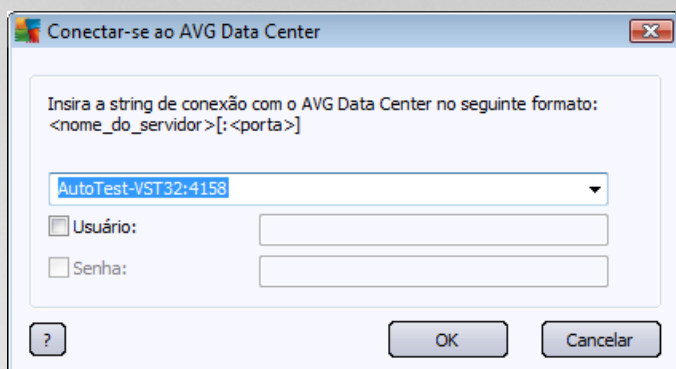 Conectar-se ao AVG Data Center
Insira a string de conexão com o AVG Data Center no seguinte formato:
<nome_do_servidor>[:<porta>]
AutoTest-VST32:4158
Usuário:
Senha:
?
OK
Cancelar